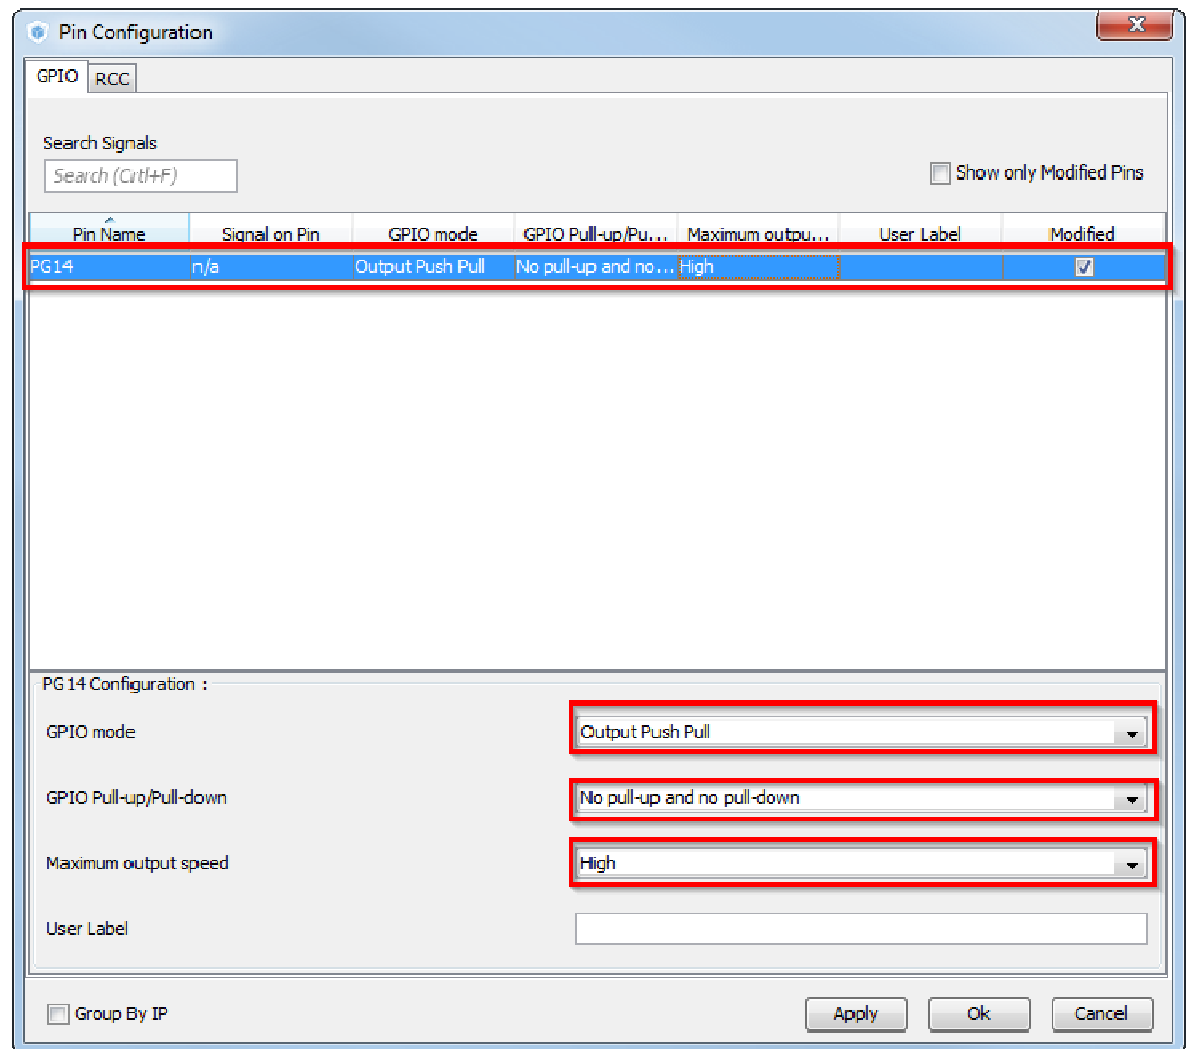 Pin Configuration
GPIO RCC
Search Signals
Search (CrtI+F)
Show only Modified Pins
Pin Name Signal on Pin GPIO mode GPIO Pull-up/Pu... Maximum outpu... User Label Modified
PG14 n/a Output Push Pull No pull-up and no... High
PG14 Configuration :
GPIO mode Output Push Pull
GPIO Pull-up/Pull-down No pull-up and no pull-down
Maximum output speed High
User Label
Group By IP Apply Ok Cancel